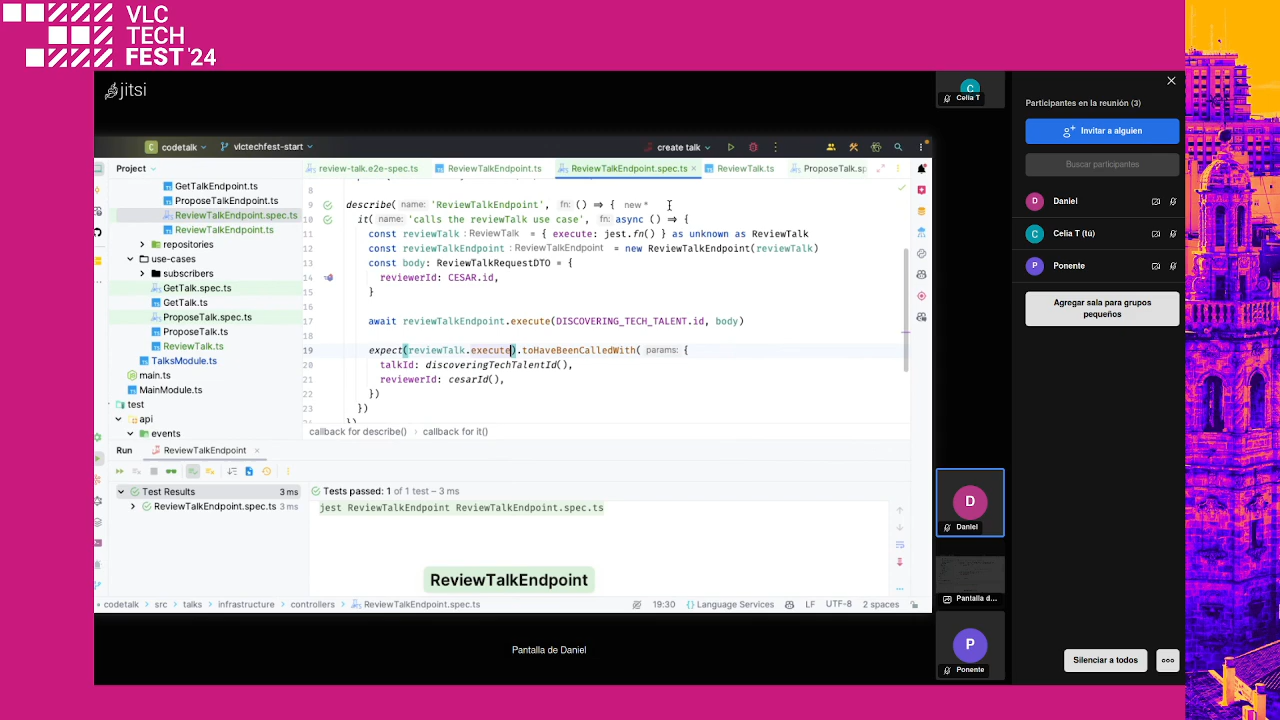 VLC
TECH
FEST '24
jitsi
codetalk
vlctechfest-start
create talk
Project
review-talk.e2e-spec.ts
ReviewTalkEndpoint.ts
ReviewTalkEndpoint.spec.ts
ReviewTalk.ts
ProposeTalk.sp
GetTalkEndpoint.ts
ProposeTalkEndpoint.ts
ReviewTalkEndpoint.spec.ts
ReviewTalkEndpoint.ts
repositories
use-cases
subscribers
GetTalk.spec.ts
GetTalk.ts
ProposeTalk.spec.ts
ProposeTalk.ts
ReviewTalk.ts
TalksModule.ts
main.ts
MainModule.ts
test
api
events
8
9 describe( name: 'ReviewTalkEndpoint', fn: () => { new *
10 it( name: 'calls the reviewTalk use case', fn: async () => {
11 const reviewTalk : ReviewTalk = { execute: jest.fn() } as unknown as ReviewTalk
12 const reviewTalkEndpoint : ReviewTalkEndpoint = new ReviewTalkEndpoint(reviewTalk)
13 const body: ReviewTalkRequestDTO = {
14 reviewerId: CESAR.id,
15 }
16
17 await reviewTalkEndpoint.execute(DISCOVERING_TECH_TALENT.id, body)
18
19 expect(reviewTalk.execute).toHaveBeenCalledWith( params: {
20 talkId: discoveringTechTalentId(),
21 reviewerId: cesarId(),
22 })
23 })
callback for describe() › callback for it()
Run
ReviewTalkEndpoint
Test Results 3 ms
ReviewTalkEndpoint.spec.ts 3 ms
Tests passed: 1 of 1 test – 3 ms
jest ReviewTalkEndpoint ReviewTalkEndpoint.spec.ts
ReviewTalkEndpoint
codetalk › src › talks › infrastructure › controllers › ReviewTalkEndpoint.spec.ts
19:30
Language Services
LF
UTF-8
2 spaces
Pantalla de Daniel
C
Celia T
D
Daniel
Pantalla d...
P
Ponente
Participantes en la reunión (3)
Invitar a alguien
Buscar participantes
D Daniel
C Celia T (tú)
P Ponente
Agregar sala para grupos
pequeños
Silenciar a todos